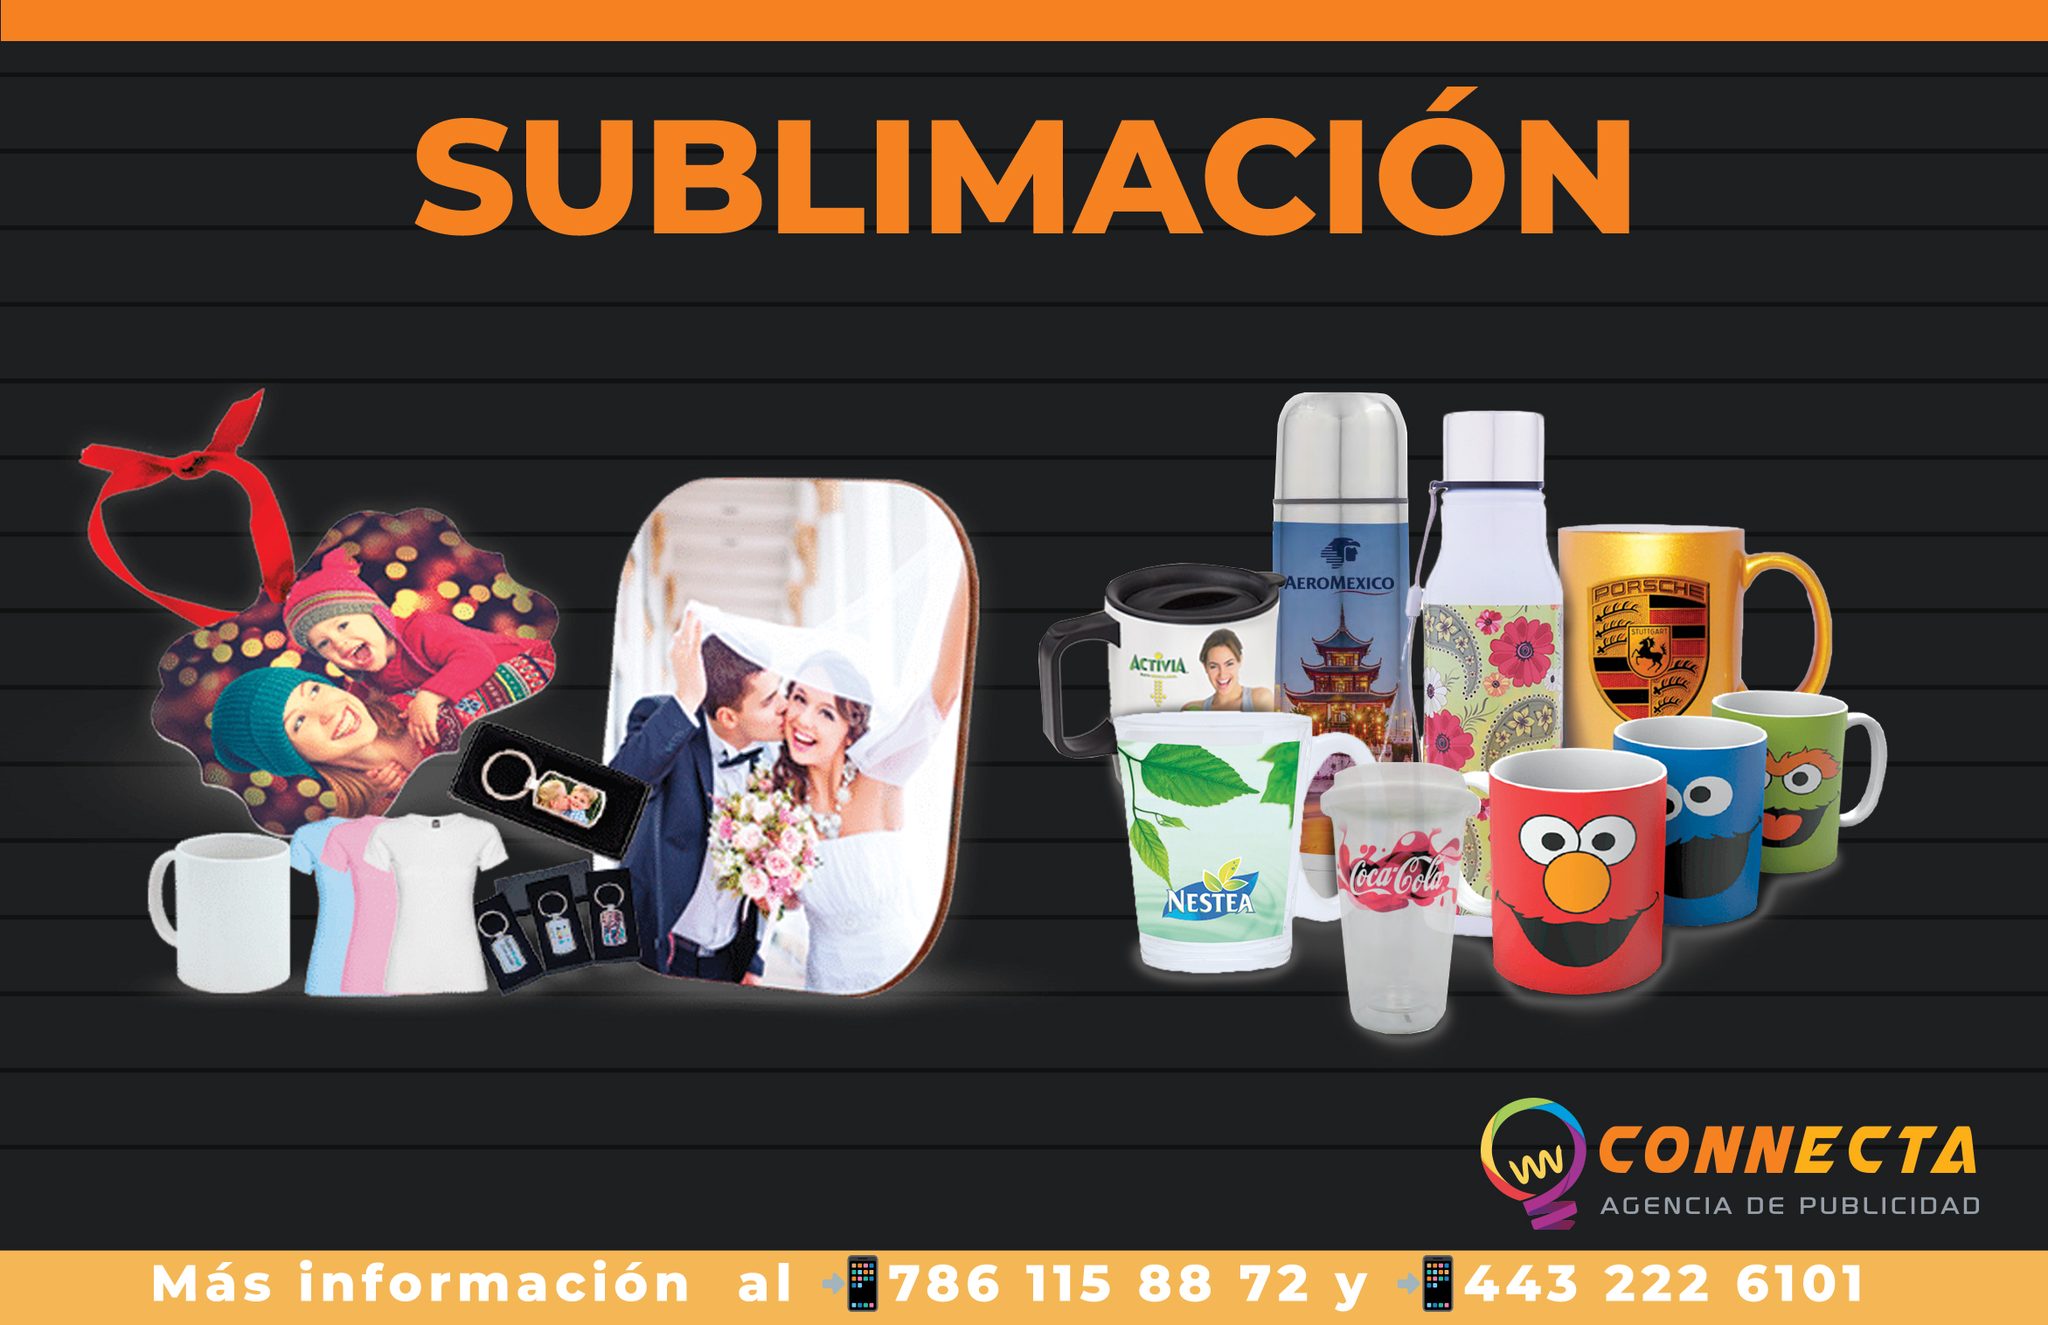 SUBLIMACIÓN
AEROMEXICO
PORSCHE
STUTTGART
ACTIVIA
NESTEA
Coca-Cola
CONNECTA
AGENCIA DE PUBLICIDAD
Más información al 📲786 115 88 72 y 📲443 222 6101